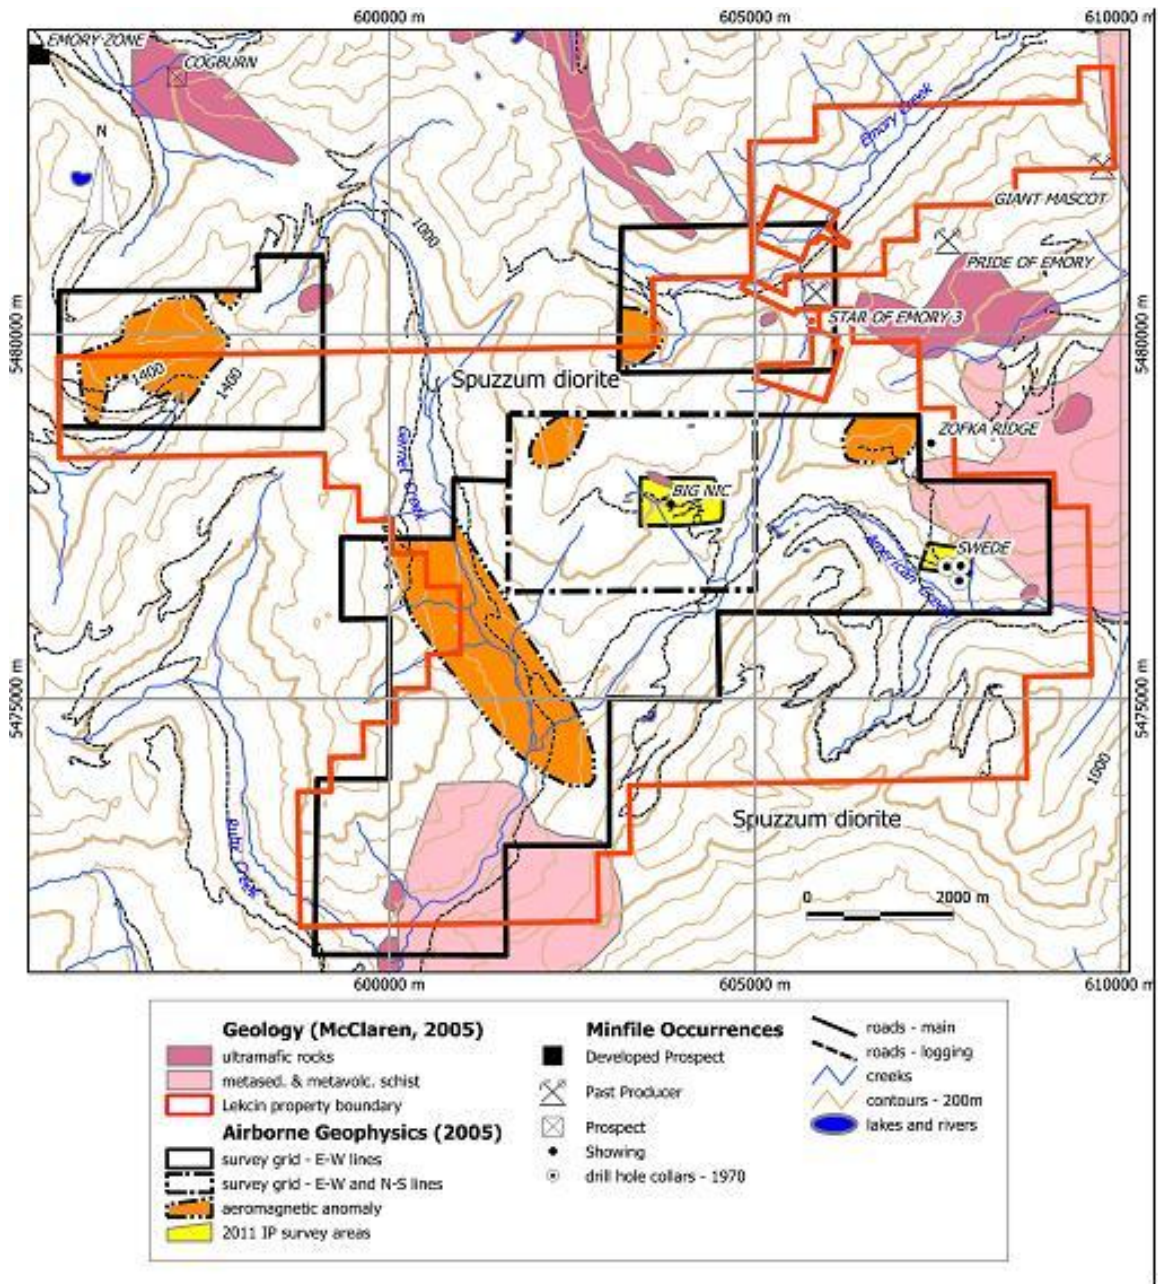 600000 m
605000 m
610000 m
EMORY ZONE
COGBURN
N
Emory Creek
1000
GIANT MASCOT
PRIDE OF EMORY
5480000 m
STAR OF EMORY 3
1400
1400
Spuzzum diorite
5480000 m
ZOFKA RIDGE
Garnet Creek
BIG NIC
American Creek
SWEDE
5475000 m
5475000 m
1000
Spuzzum diorite
Ruby Creek
0 2000 m
600000 m
605000 m
610000 m
Geology (McClaren, 2005)
ultramafic rocks
metased. & metavolc. schist
Lekcin property boundary
Airborne Geophysics (2005)
survey grid - E-W lines
survey grid - E-W and N-S lines
aeromagnetic anomaly
2011 IP survey areas
Minfile Occurrences
Developed Prospect
Past Producer
Prospect
Showing
drill hole collars - 1970
roads - main
roads - logging
creeks
contours - 200m
lakes and rivers